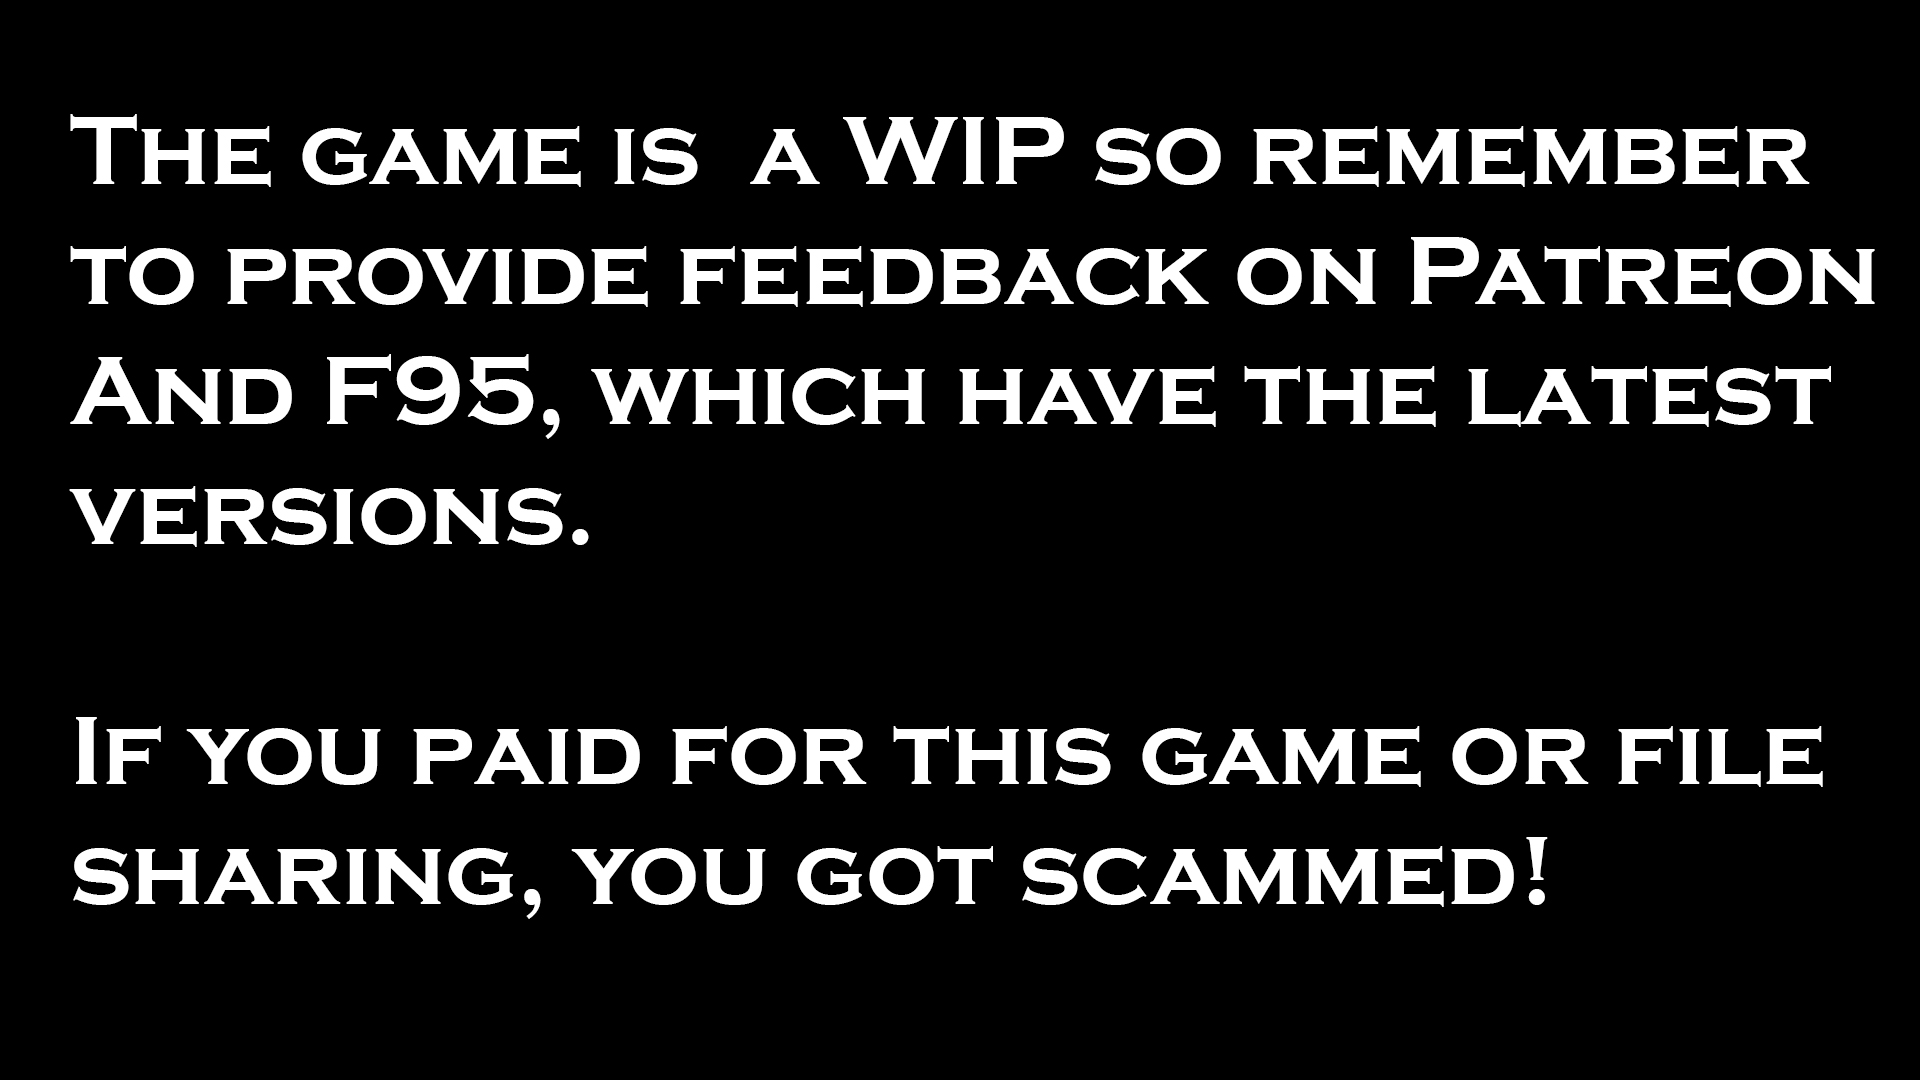 The game is  a WIP so remember
to provide feedback on Patreon
And F95, which have the latest
versions.
If you paid for this game or file
sharing, you got scammed!